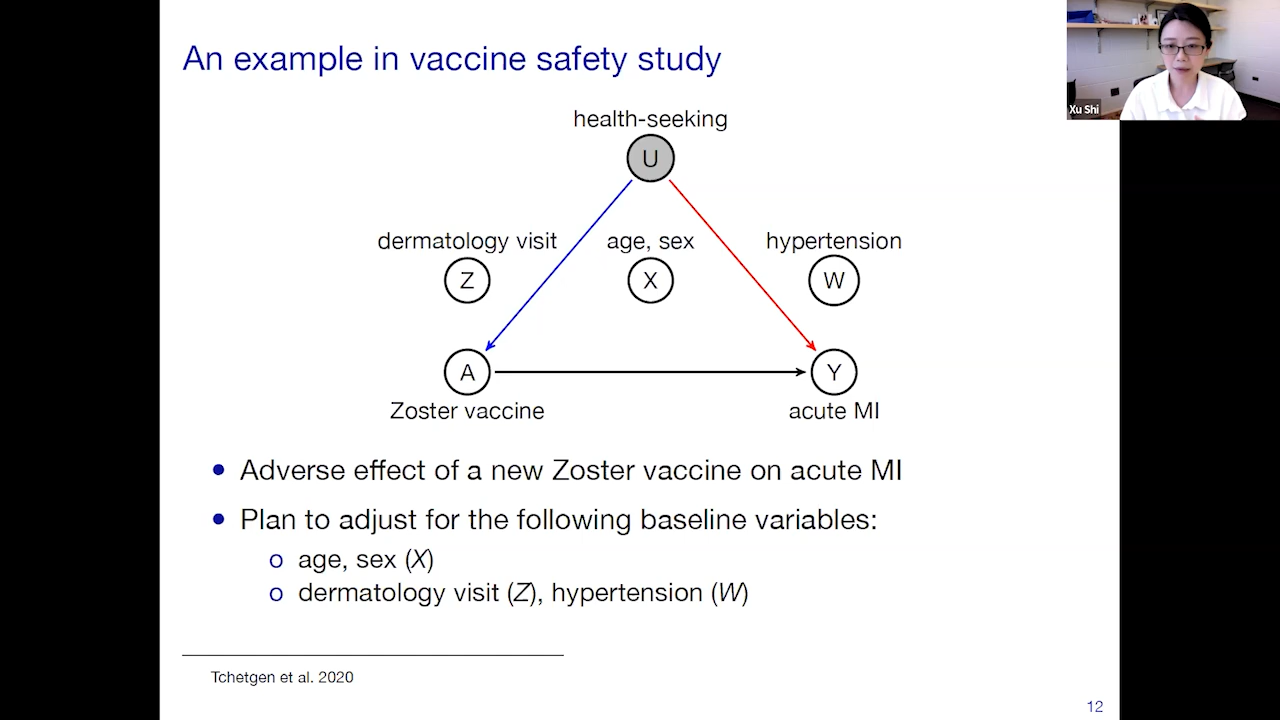 An example in vaccine safety study
Xu Shi
health-seeking
U
dermatology visit
age, sex
hypertension
Z
X
W
A
Y
Zoster vaccine
acute MI
• Adverse effect of a new Zoster vaccine on acute MI
• Plan to adjust for the following baseline variables:
o age, sex (X)
o dermatology visit (Z), hypertension (W)
Tchetgen et al. 2020
12